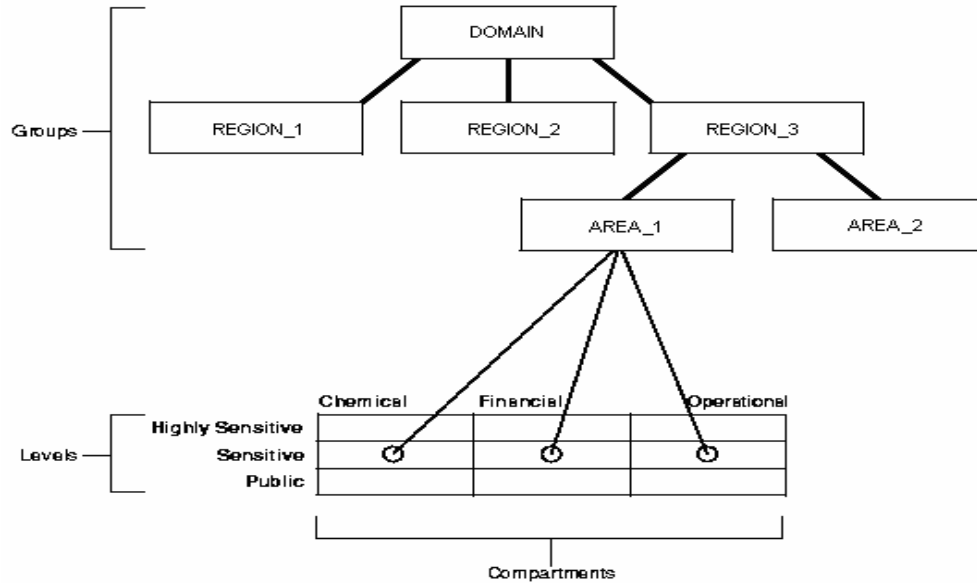 DOMAIN
Groups
REGION_1
REGION_2
REGION_3
AREA_1
AREA_2
Chemical
Financial
Operational
Highly Sensitive
Levels
Sensitive
Public
Compartments